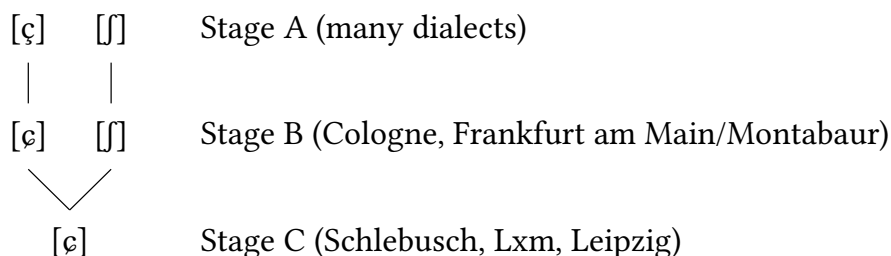 [ç] [ʃ] Stage A (many dialects)
[ɕ] [ʃ] Stage B (Cologne, Frankfurt am Main/Montabaur)
[ɕ] Stage C (Schlebusch, Lxm, Leipzig)